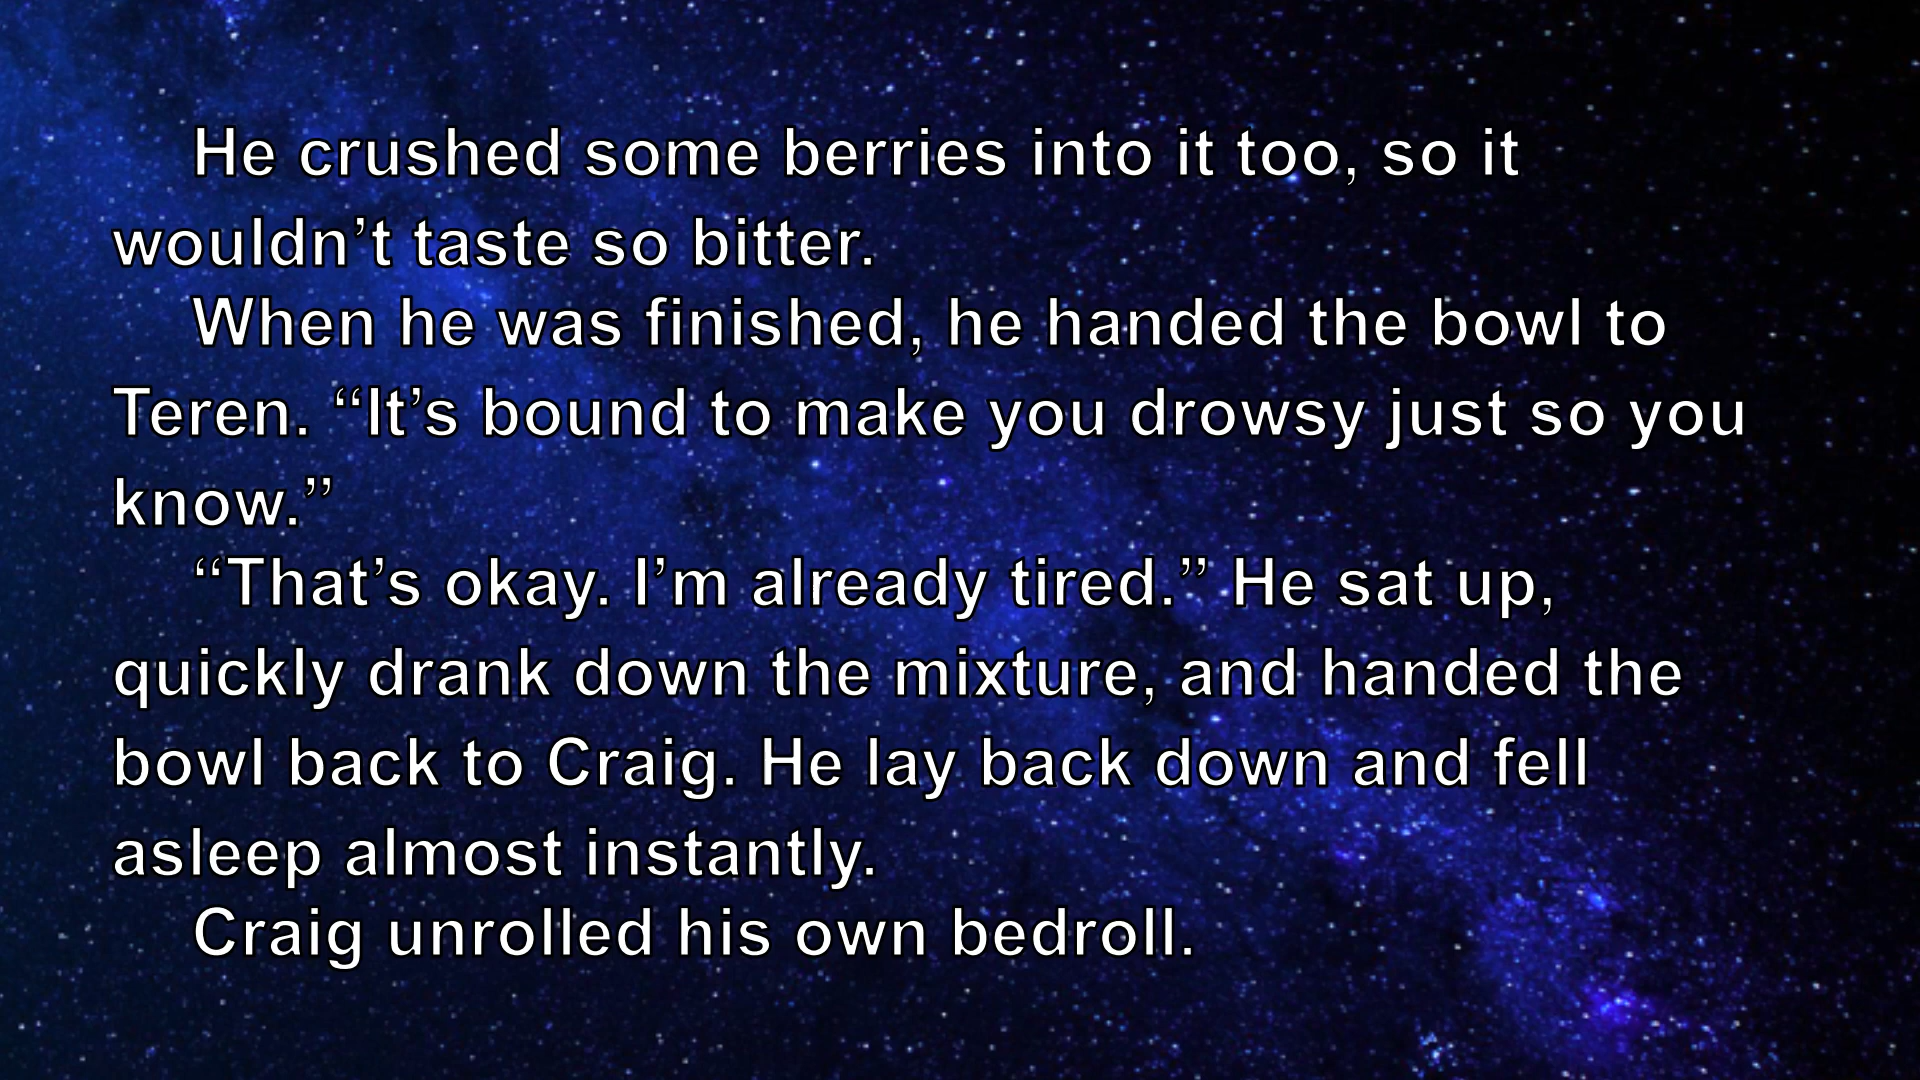 He crushed some berries into it too, so it
wouldn’t taste so bitter.
When he was finished, he handed the bowl to
Teren. “It’s bound to make you drowsy just so you
know.”
“That’s okay. I’m already tired.” He sat up,
quickly drank down the mixture, and handed the
bowl back to Craig. He lay back down and fell
asleep almost instantly.
Craig unrolled his own bedroll.